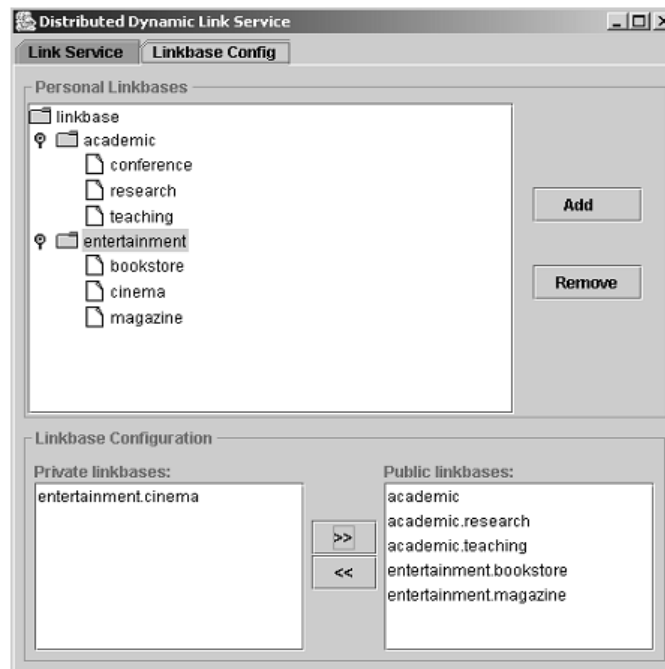 Distributed Dynamic Link Service
Link Service Linkbase Config
Personal Linkbases
linkbase
academic
conference
research
teaching
entertainment
bookstore
cinema
magazine
Add
Remove
Linkbase Configuration
Private linkbases:
entertainment.cinema
>>
<<
Public linkbases:
academic
academic.research
academic.teaching
entertainment.bookstore
entertainment.magazine